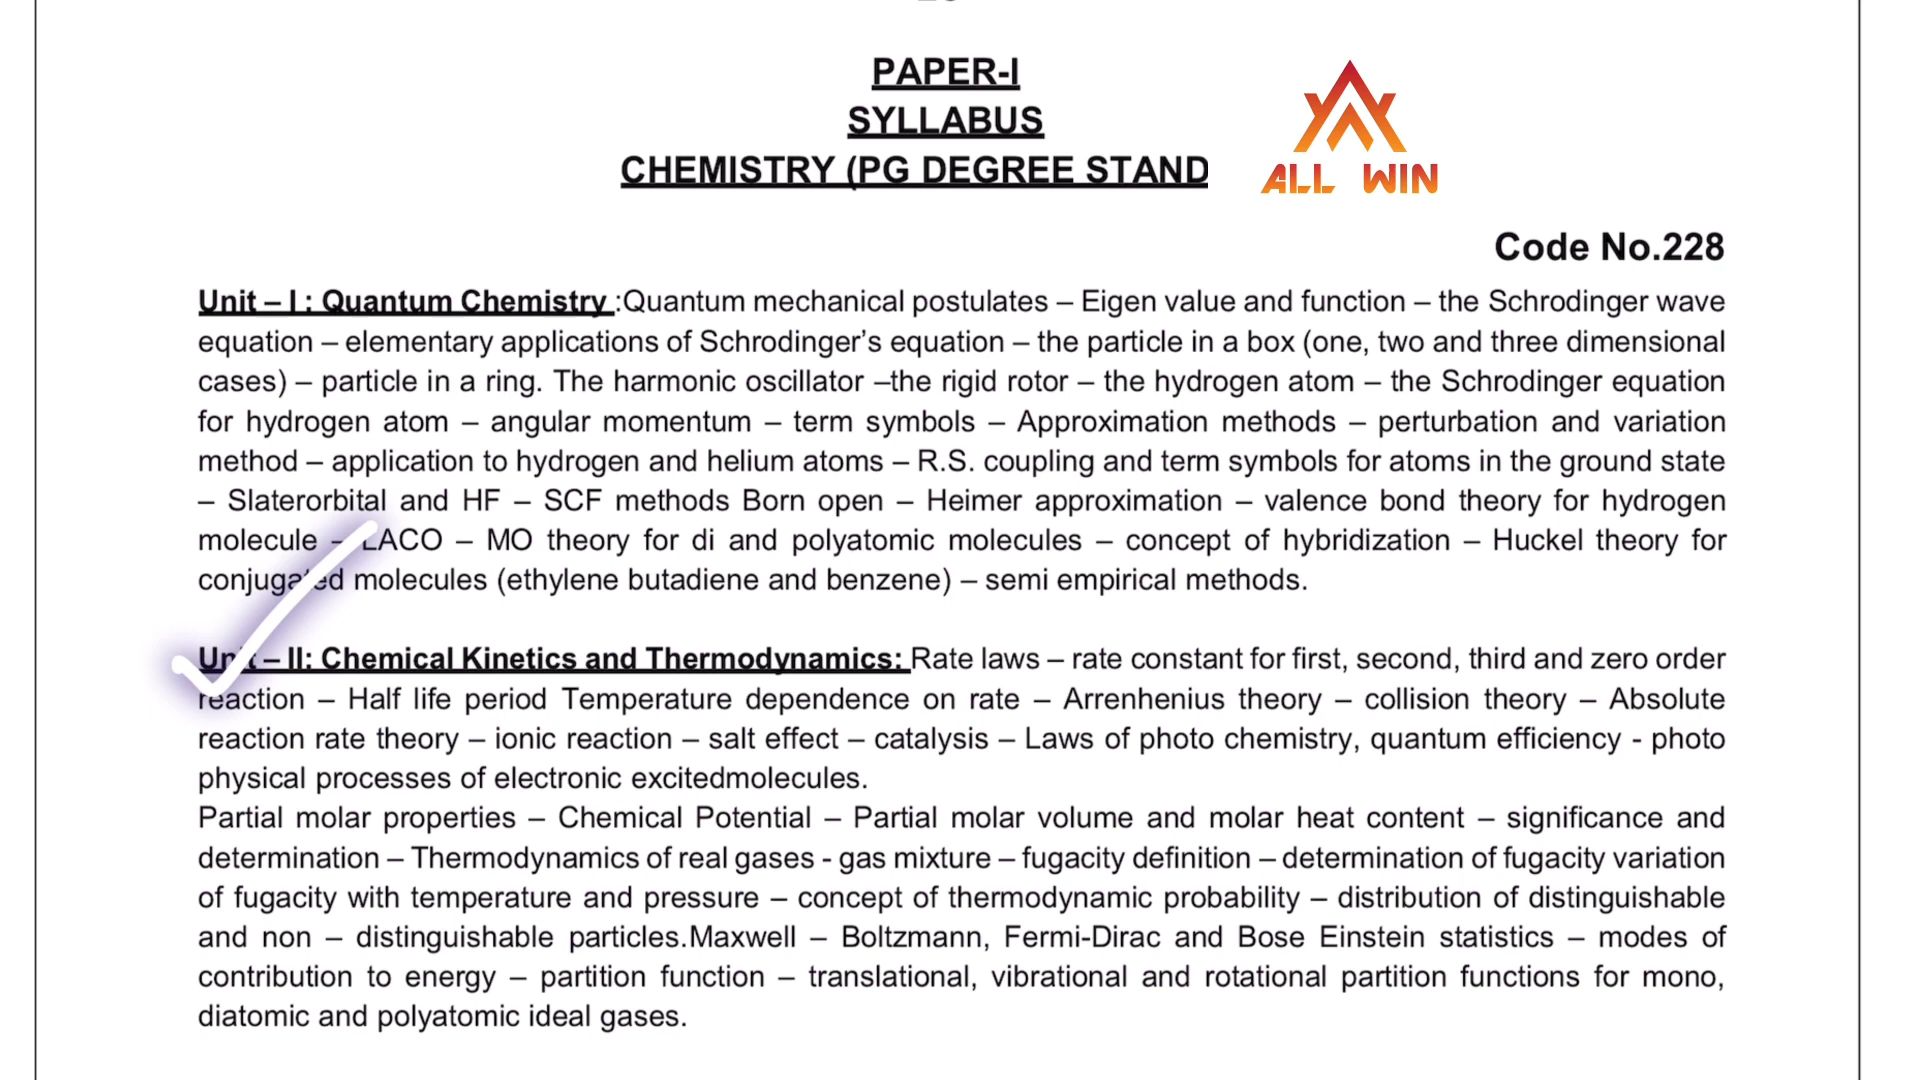 PAPER-I
SYLLABUS
CHEMISTRY (PG DEGREE STAND
ALL WIN
Code No.228
Unit – I : Quantum Chemistry :Quantum mechanical postulates – Eigen value and function – the Schrodinger wave
equation – elementary applications of Schrodinger’s equation – the particle in a box (one, two and three dimensional
cases) – particle in a ring. The harmonic oscillator –the rigid rotor – the hydrogen atom – the Schrodinger equation
for hydrogen atom – angular momentum – term symbols – Approximation methods – perturbation and variation
method – application to hydrogen and helium atoms – R.S. coupling and term symbols for atoms in the ground state
– Slaterorbital and HF – SCF methods Born open – Heimer approximation – valence bond theory for hydrogen
molecule – LACO – MO theory for di and polyatomic molecules – concept of hybridization – Huckel theory for
conjugated molecules (ethylene butadiene and benzene) – semi empirical methods.
Unit – II: Chemical Kinetics and Thermodynamics: Rate laws – rate constant for first, second, third and zero order
reaction – Half life period Temperature dependence on rate – Arrenhenius theory – collision theory – Absolute
reaction rate theory – ionic reaction – salt effect – catalysis – Laws of photo chemistry, quantum efficiency - photo
physical processes of electronic excitedmolecules.
Partial molar properties – Chemical Potential – Partial molar volume and molar heat content – significance and
determination – Thermodynamics of real gases - gas mixture – fugacity definition – determination of fugacity variation
of fugacity with temperature and pressure – concept of thermodynamic probability – distribution of distinguishable
and non – distinguishable particles.Maxwell – Boltzmann, Fermi-Dirac and Bose Einstein statistics – modes of
contribution to energy – partition function – translational, vibrational and rotational partition functions for mono,
diatomic and polyatomic ideal gases.